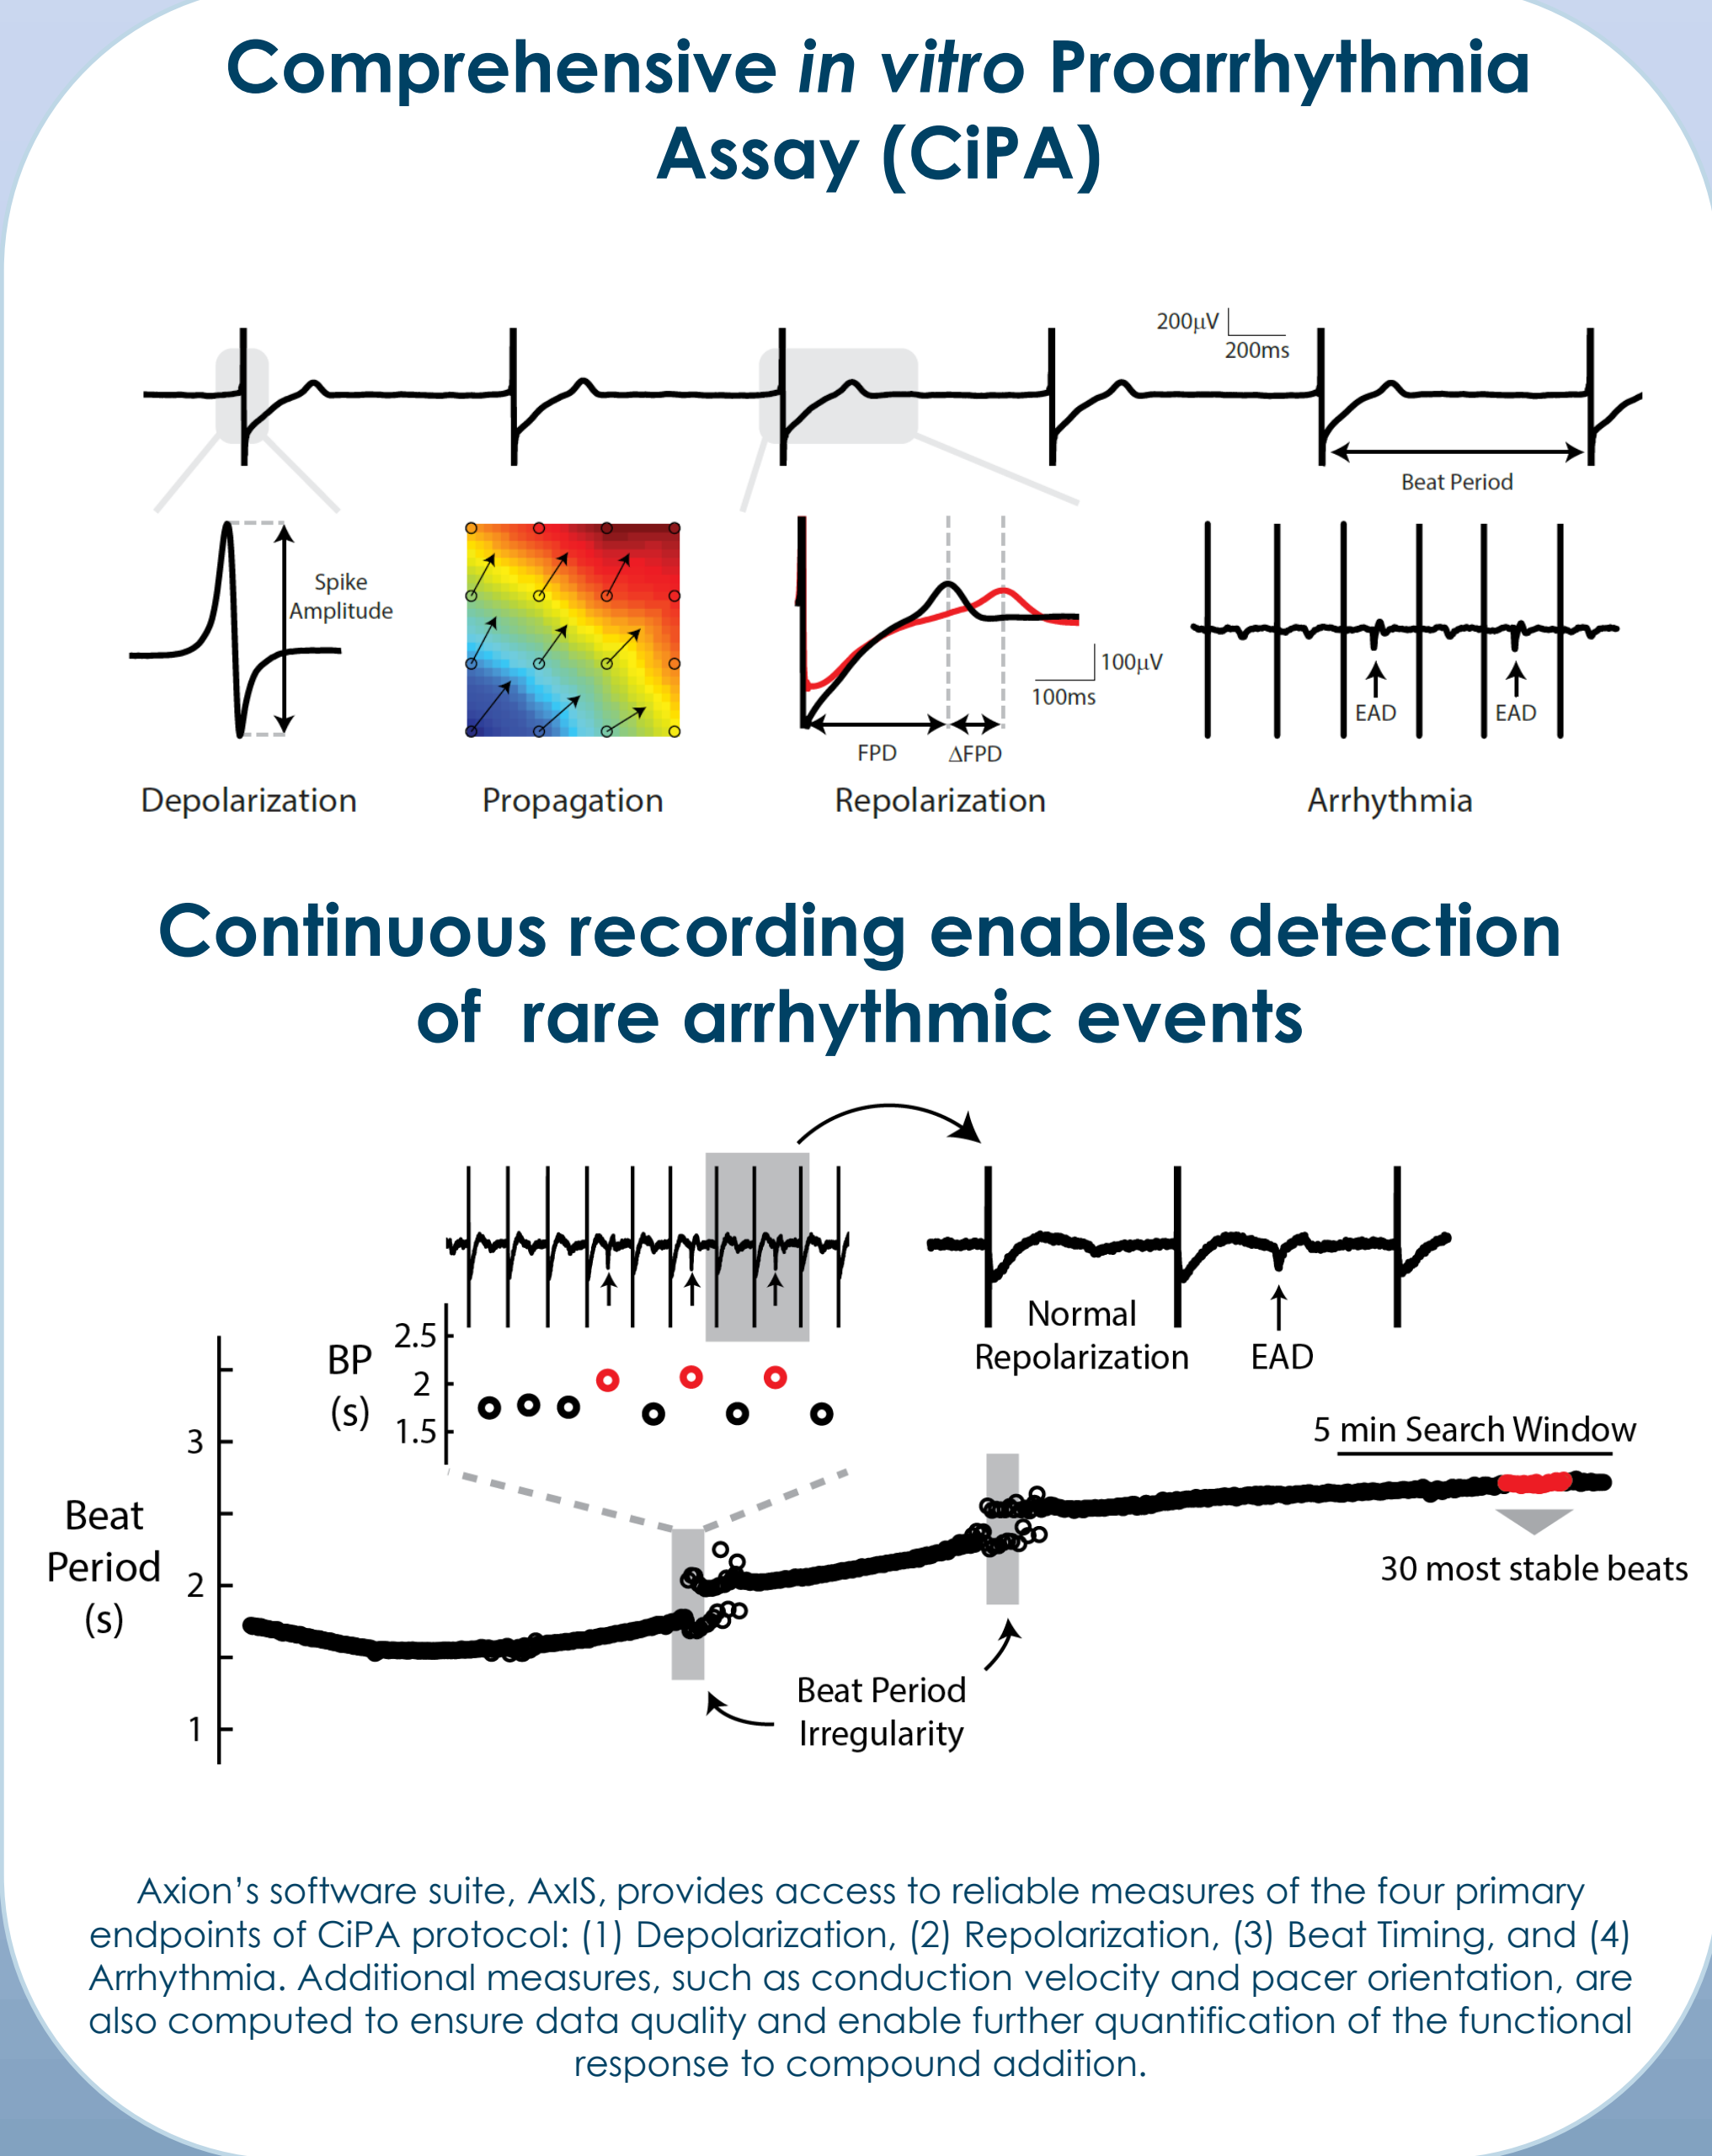 Comprehensive in vitro Proarrhythmia
Assay (CiPA)
200µV
200ms
Beat Period
Spike
Amplitude
100µV
100ms
EAD
EAD
FPD
ΔFPD
Depolarization
Propagation
Repolarization
Arrhythmia
Continuous recording enables detection
of rare arrhythmic events
Normal
Repolarization
EAD
BP
(s)
2.5
2
1.5
5 min Search Window
30 most stable beats
Beat
Period
(s)
3
2
1
Beat Period
Irregularity
Axion’s software suite, AxIS, provides access to reliable measures of the four primary
endpoints of CiPA protocol: (1) Depolarization, (2) Repolarization, (3) Beat Timing, and (4)
Arrhythmia. Additional measures, such as conduction velocity and pacer orientation, are
also computed to ensure data quality and enable further quantification of the functional
response to compound addition.